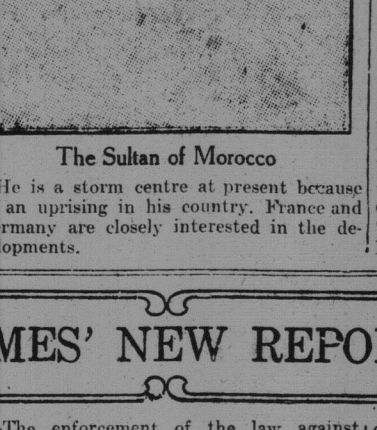 The Sultan of Morocco
He is a storm centre at present because
an uprising in his country. France and
ermany are closely interested in the de-
lopments.
MES' NEW REPO
The enforcement of the law against